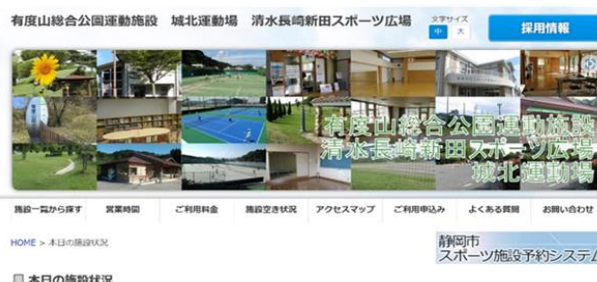 有度山総合公園運動施設　城北運動場　清水長崎新田スポーツ広場
文字サイズ
中 大
採用情報
有度山総合公園運動施設
清水長崎新田スポーツ広場
城北運動場
施設一覧から探す 営業時間 ご利用料金 施設空き状況 アクセスマップ ご利用申込み よくある質問 お問い合わせ
HOME > 本日の施設状況
静岡市
スポーツ施設予約システム
本日の施設状況